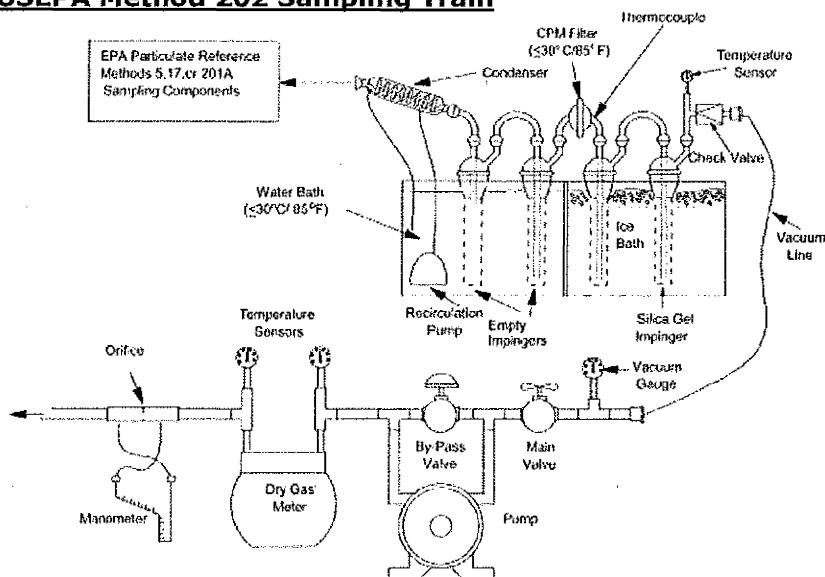 USEPA Method 202 Sampling Train
EPA Particulate Reference
Methods 5,17,or 201A
Sampling Components
Condenser
CPM Filter
(≤30° C/85° F)
Thermocouple
Temperature
Sensor
Check Valve
Water Bath
(≤30°C/ 85°F)
Ice
Bath
Vacuum
Line
Recirculation
Pump
Empty
Impingers
Silica Gel
Impinger
Temperature
Sensors
Orifice
Vacuum
Gauge
By-Pass
Valve
Main
Valve
Dry Gas
Meter
Manometer
Pump